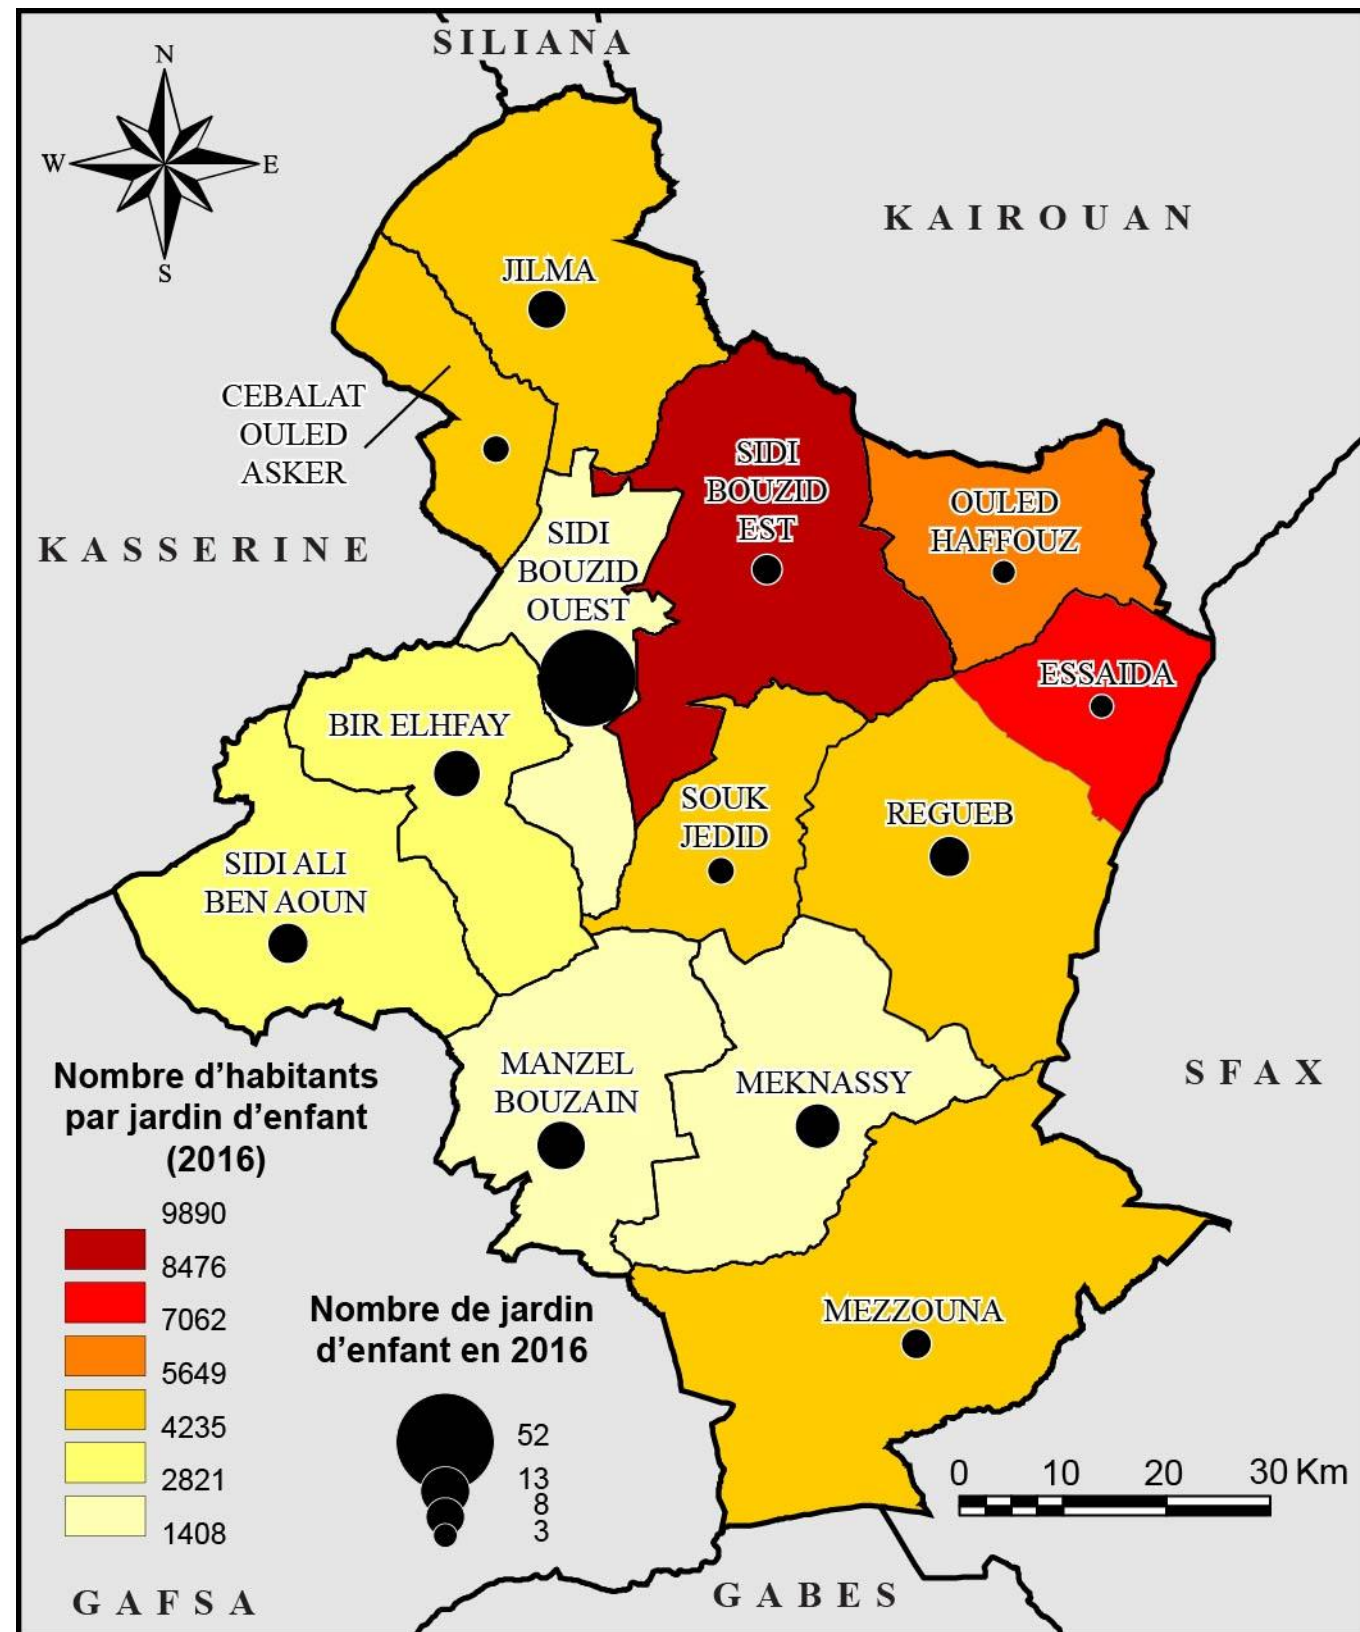 SILIANA
N
W
E
S
KAIROUAN
JILMA
CEBALAT
OULED
ASKER
SIDI
BOUZID
EST
OULED
HAFFOUZ
KASSERINE
SIDI
BOUZID
OUEST
ESSAIDA
BIR ELHFAY
SOUK
JEDID
REGUEB
SIDI ALI
BEN AOUN
MANZEL
BOUZAIN
MEKNASSY
SFAX
Nombre d’habitants
par jardin d’enfant
(2016)
9890
8476
7062
5649
4235
2821
1408
Nombre de jardin
d’enfant en 2016
52
13
8
3
MEZZOUNA
0 10 20 30 Km
GAFSA
GABES